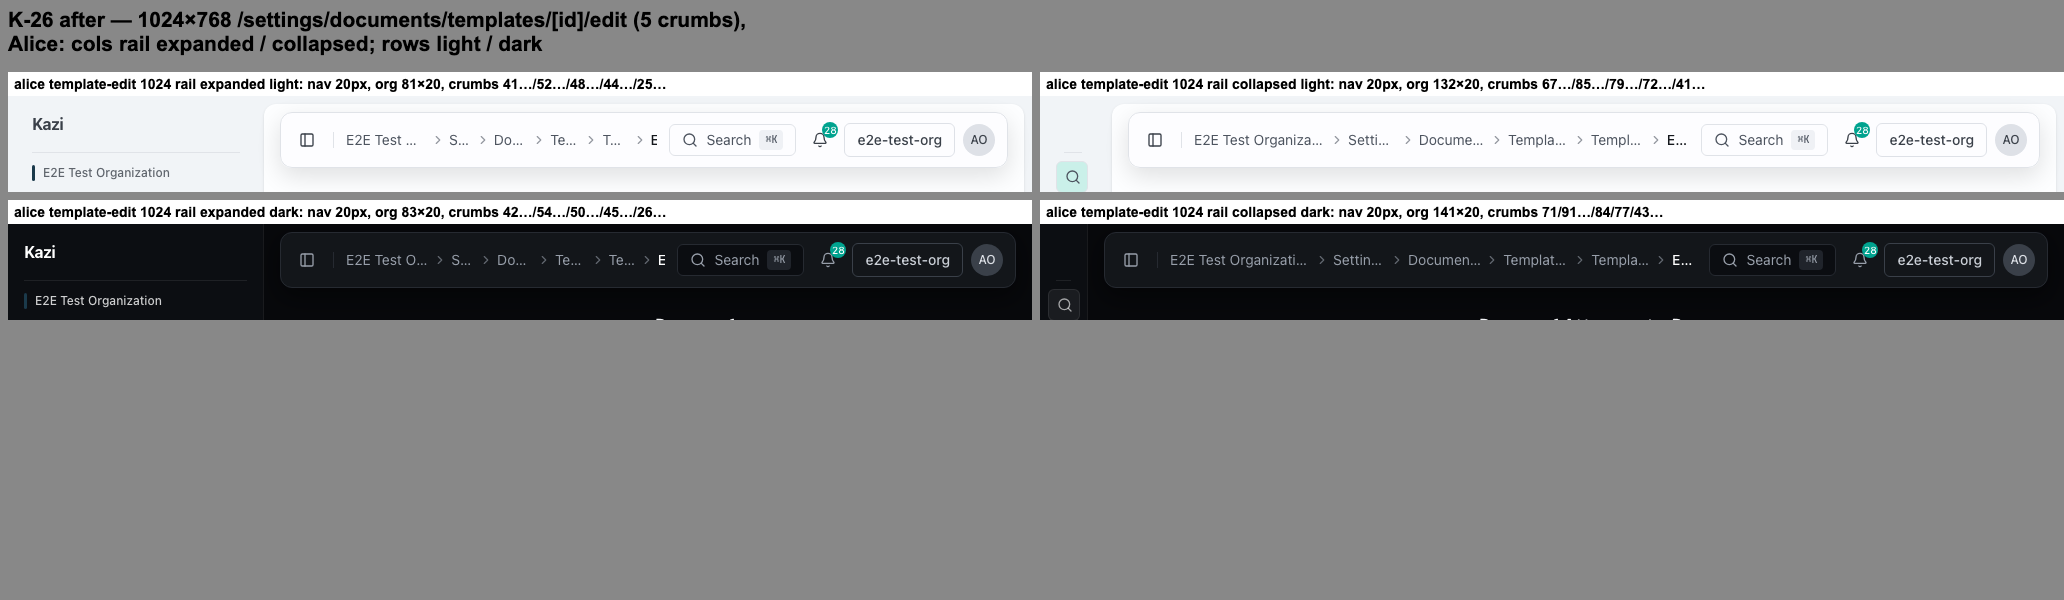 K-26 after — 1024×768 /settings/documents/templates/[id]/edit (5 crumbs),
Alice: cols rail expanded / collapsed; rows light / dark
alice template-edit 1024 rail expanded light: nav 20px, org 81×20, crumbs 41…/52…/48…/44…/25…
Kazi
E2E Test ... > S... > Do... > Te... > T... > E
Search ⌘K
28
e2e-test-org
AO
E2E Test Organization
alice template-edit 1024 rail collapsed light: nav 20px, org 132×20, crumbs 67…/85…/79…/72…/41…
E2E Test Organiza... > Setti... > Docume... > Templa... > Templ... > E...
Search ⌘K
28
e2e-test-org
AO
alice template-edit 1024 rail expanded dark: nav 20px, org 83×20, crumbs 42…/54…/50…/45…/26…
Kazi
E2E Test O... > S... > Do... > Te... > Te... > E
Search ⌘K
28
e2e-test-org
AO
E2E Test Organization
alice template-edit 1024 rail collapsed dark: nav 20px, org 141×20, crumbs 71/91…/84/77/43…
E2E Test Organizati... > Settin... > Documen... > Templat... > Templa... > E...
Search ⌘K
28
e2e-test-org
AO